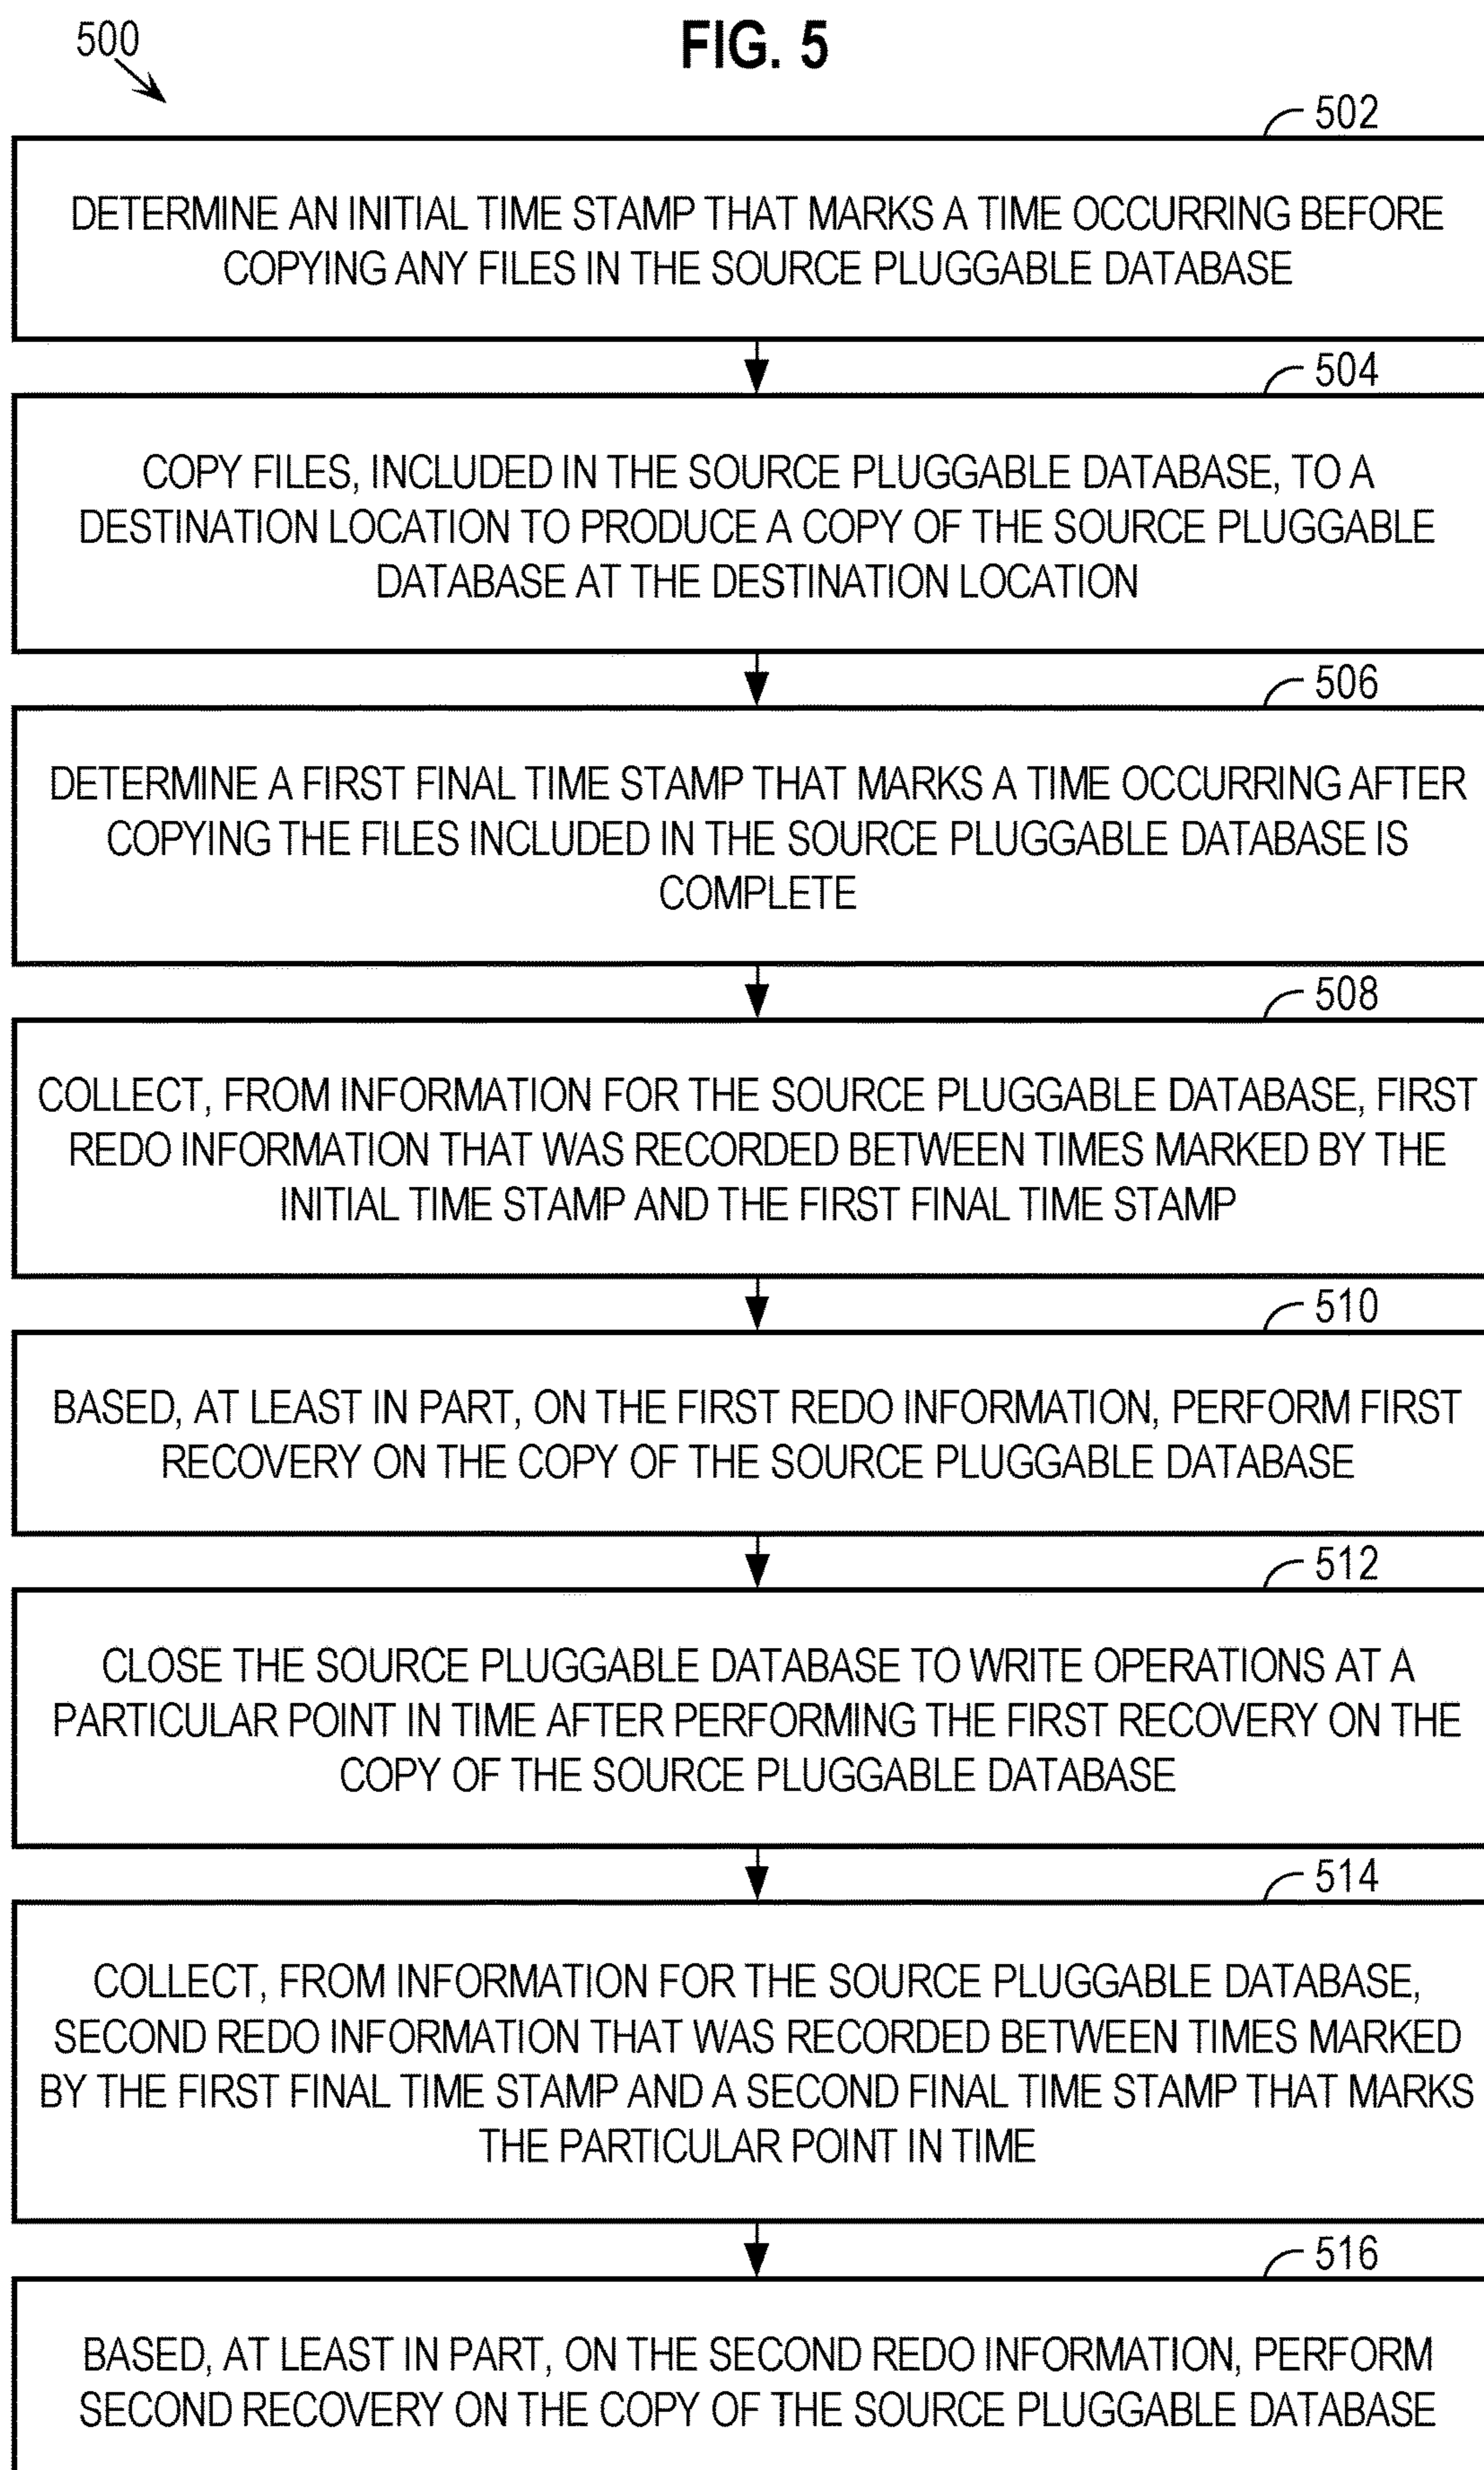 500
FIG. 5
502
DETERMINE AN INITIAL TIME STAMP THAT MARKS A TIME OCCURRING BEFORE
COPYING ANY FILES IN THE SOURCE PLUGGABLE DATABASE
504
COPY FILES, INCLUDED IN THE SOURCE PLUGGABLE DATABASE, TO A
DESTINATION LOCATION TO PRODUCE A COPY OF THE SOURCE PLUGGABLE
DATABASE AT THE DESTINATION LOCATION
506
DETERMINE A FIRST FINAL TIME STAMP THAT MARKS A TIME OCCURRING AFTER
COPYING THE FILES INCLUDED IN THE SOURCE PLUGGABLE DATABASE IS
COMPLETE
508
COLLECT, FROM INFORMATION FOR THE SOURCE PLUGGABLE DATABASE, FIRST
REDO INFORMATION THAT WAS RECORDED BETWEEN TIMES MARKED BY THE
INITIAL TIME STAMP AND THE FIRST FINAL TIME STAMP
510
BASED, AT LEAST IN PART, ON THE FIRST REDO INFORMATION, PERFORM FIRST
RECOVERY ON THE COPY OF THE SOURCE PLUGGABLE DATABASE
512
CLOSE THE SOURCE PLUGGABLE DATABASE TO WRITE OPERATIONS AT A
PARTICULAR POINT IN TIME AFTER PERFORMING THE FIRST RECOVERY ON THE
COPY OF THE SOURCE PLUGGABLE DATABASE
514
COLLECT, FROM INFORMATION FOR THE SOURCE PLUGGABLE DATABASE,
SECOND REDO INFORMATION THAT WAS RECORDED BETWEEN TIMES MARKED
BY THE FIRST FINAL TIME STAMP AND A SECOND FINAL TIME STAMP THAT MARKS
THE PARTICULAR POINT IN TIME
516
BASED, AT LEAST IN PART, ON THE SECOND REDO INFORMATION, PERFORM
SECOND RECOVERY ON THE COPY OF THE SOURCE PLUGGABLE DATABASE